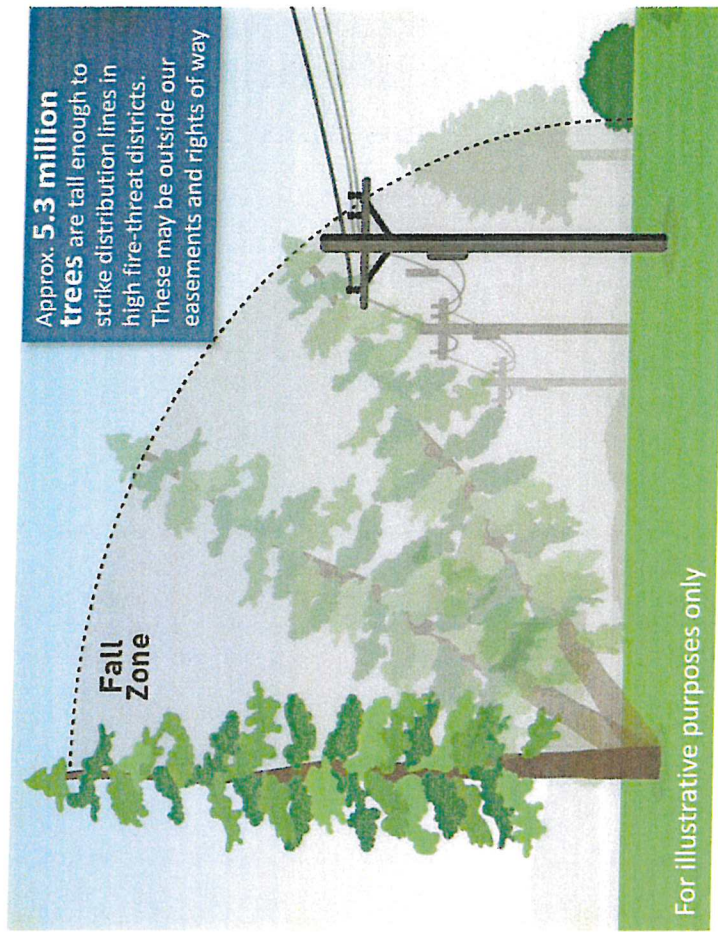 Approx. 5.3 million
trees are tall enough to
strike distribution lines in
high fire-threat districts.
These may be outside our
easements and rights of way
Fall
Zone
For illustrative purposes only